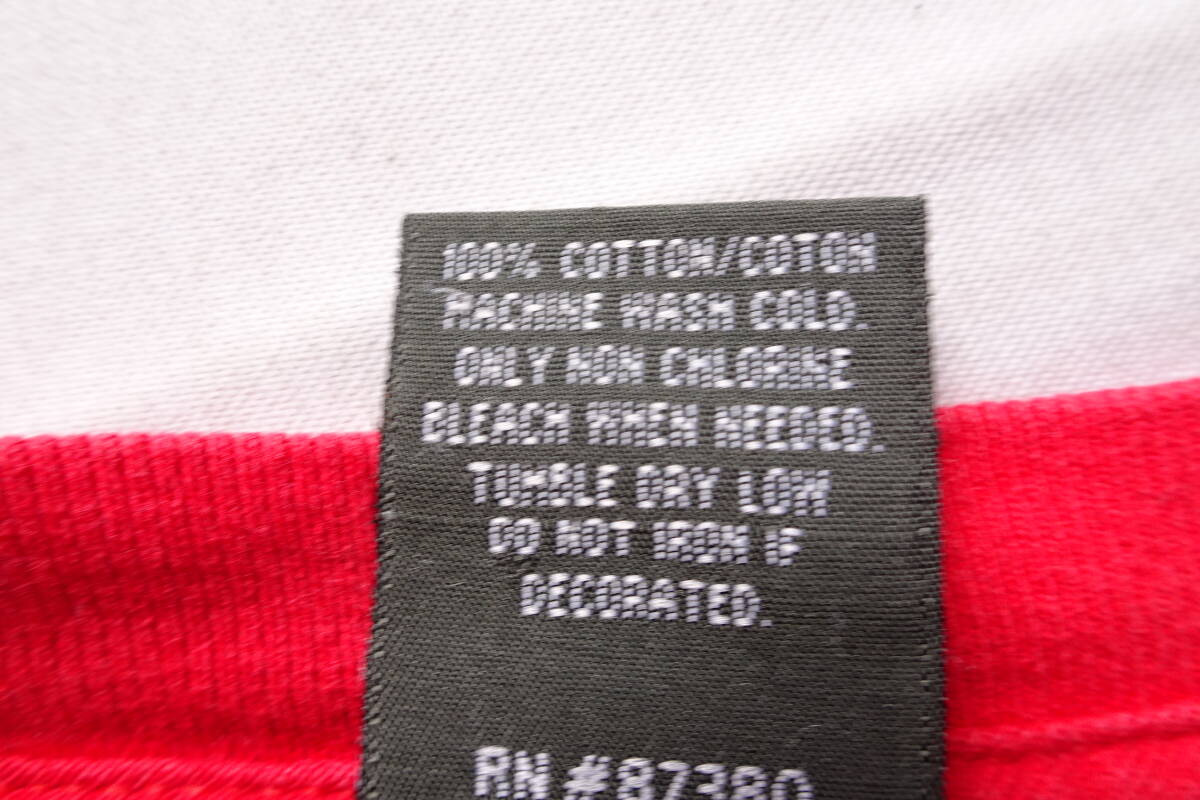 100% COTTON/COTON
MACHINE WASH COLD.
ONLY NON CHLORINE
BLEACH WHEN NEEDED.
TUMBLE DRY LOW
DO NOT IRON IF
DECORATED.
RN #87380